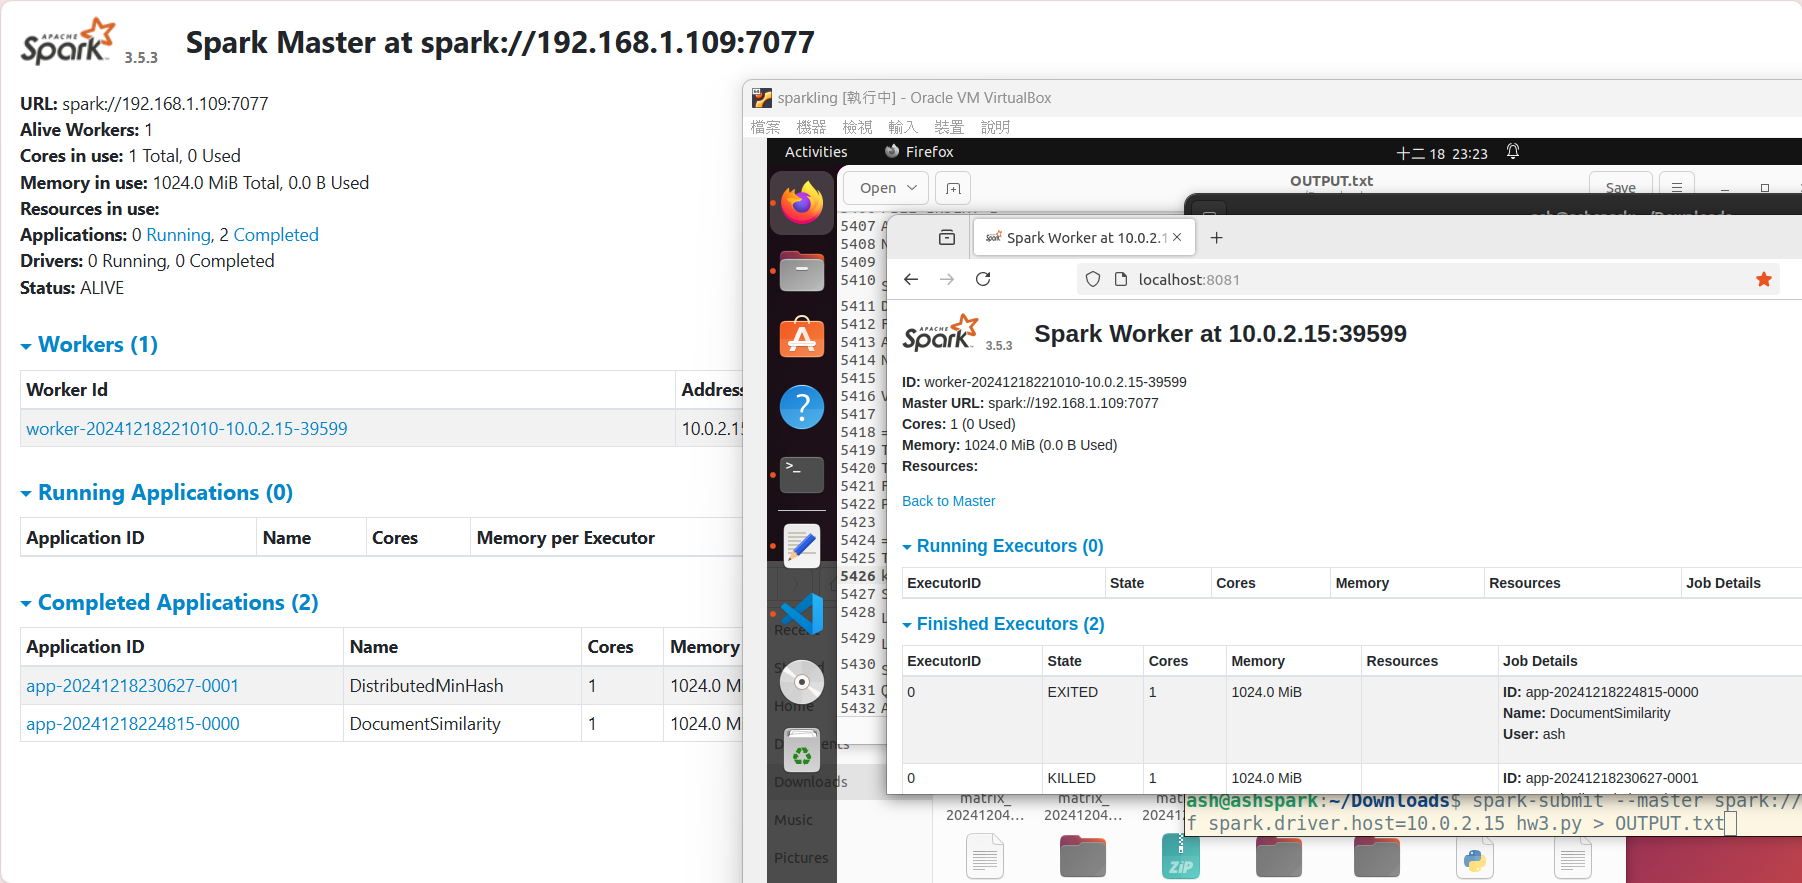 APACHE
Spark 3.5.3
Spark Master at spark://192.168.1.109:7077
URL: spark://192.168.1.109:7077
Alive Workers: 1
Cores in use: 1 Total, 0 Used
Memory in use: 1024.0 MiB Total, 0.0 B Used
Resources in use:
Applications: 0 Running, 2 Completed
Drivers: 0 Running, 0 Completed
Status: ALIVE
Workers (1)
Worker Id Address
worker-20241218221010-10.0.2.15-39599 10.0.2.15
Running Applications (0)
Application ID Name Cores Memory per Executor
Completed Applications (2)
Application ID Name Cores Memory
app-20241218230627-0001 DistributedMinHash 1 1024.0 Mi
app-20241218224815-0000 DocumentSimilarity 1 1024.0 M
sparkling [執行中] - Oracle VM VirtualBox
檔案 機器 檢視 輸入 裝置 說明
Activities Firefox 十二 18 23:23
Open OUTPUT.txt Save
5407 A
5408 N
5409
5410 S
5411 D
5412 F
5413 A
5414 N
5415
5416 V
5417
5418 =
5419 T
5420 T
5421 F
5422 F
5423
5424 =
5425 T
5426 k
5427 S
5428 L
5429 L
5430 S
5431 Q
5432 A
Spark Worker at 10.0.2.1
localhost:8081
APACHE
Spark 3.5.3
Spark Worker at 10.0.2.15:39599
ID: worker-20241218221010-10.0.2.15-39599
Master URL: spark://192.168.1.109:7077
Cores: 1 (0 Used)
Memory: 1024.0 MiB (0.0 B Used)
Resources:
Back to Master
Running Executors (0)
ExecutorID State Cores Memory Resources Job Details
Finished Executors (2)
ExecutorID State Cores Memory Resources Job Details
0 EXITED 1 1024.0 MiB ID: app-20241218224815-0000
Name: DocumentSimilarity
User: ash
0 KILLED 1 1024.0 MiB ID: app-20241218230627-0001
Recent
Home
Documents
Downloads
Music
Pictures
matrix_ matrix_ mat
20241204... 20241204... 202412
ZiP
ash@ashspark:~/Downloads$ spark-submit --master spark://
f spark.driver.host=10.0.2.15 hw3.py > OUTPUT.txt